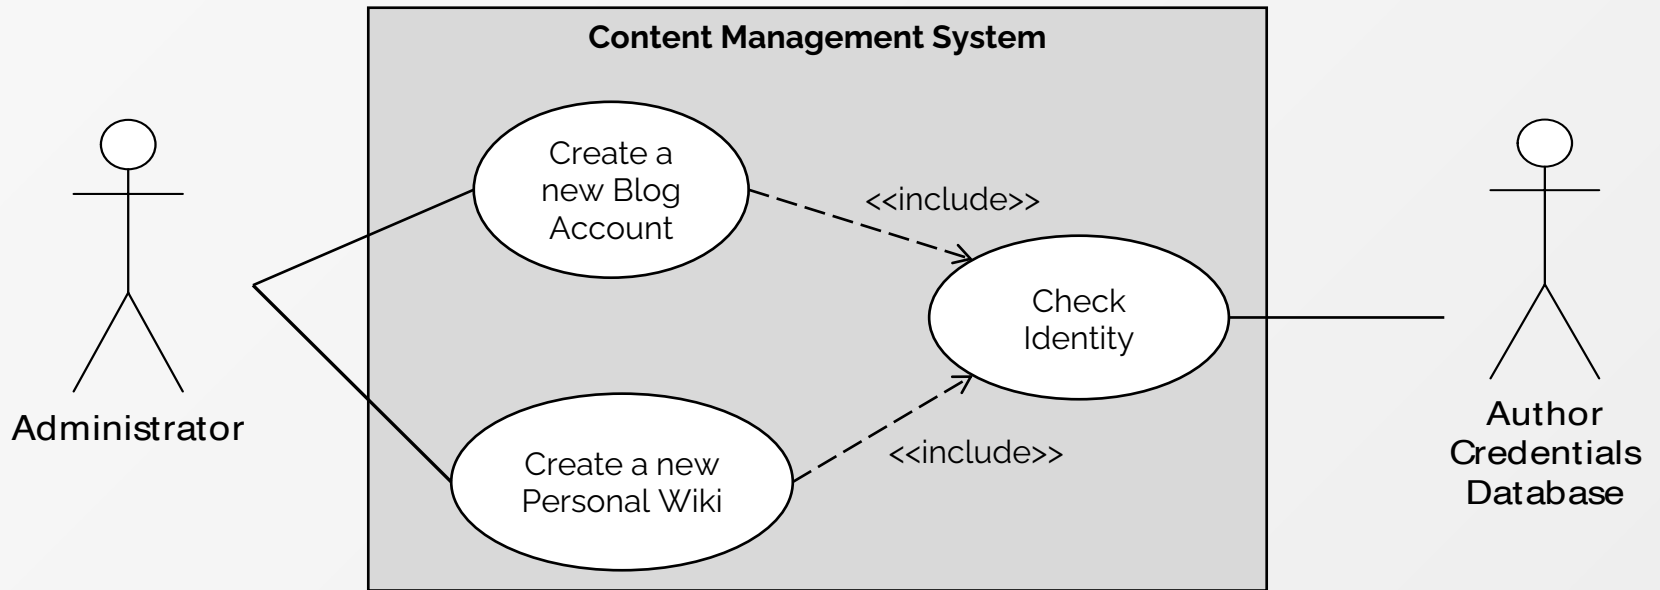 Content Management System
Create a
new Blog
Account
<<include>>
Check
Identity
Administrator
Create a new
Personal Wiki
<<include>>
Author
Credentials
Database